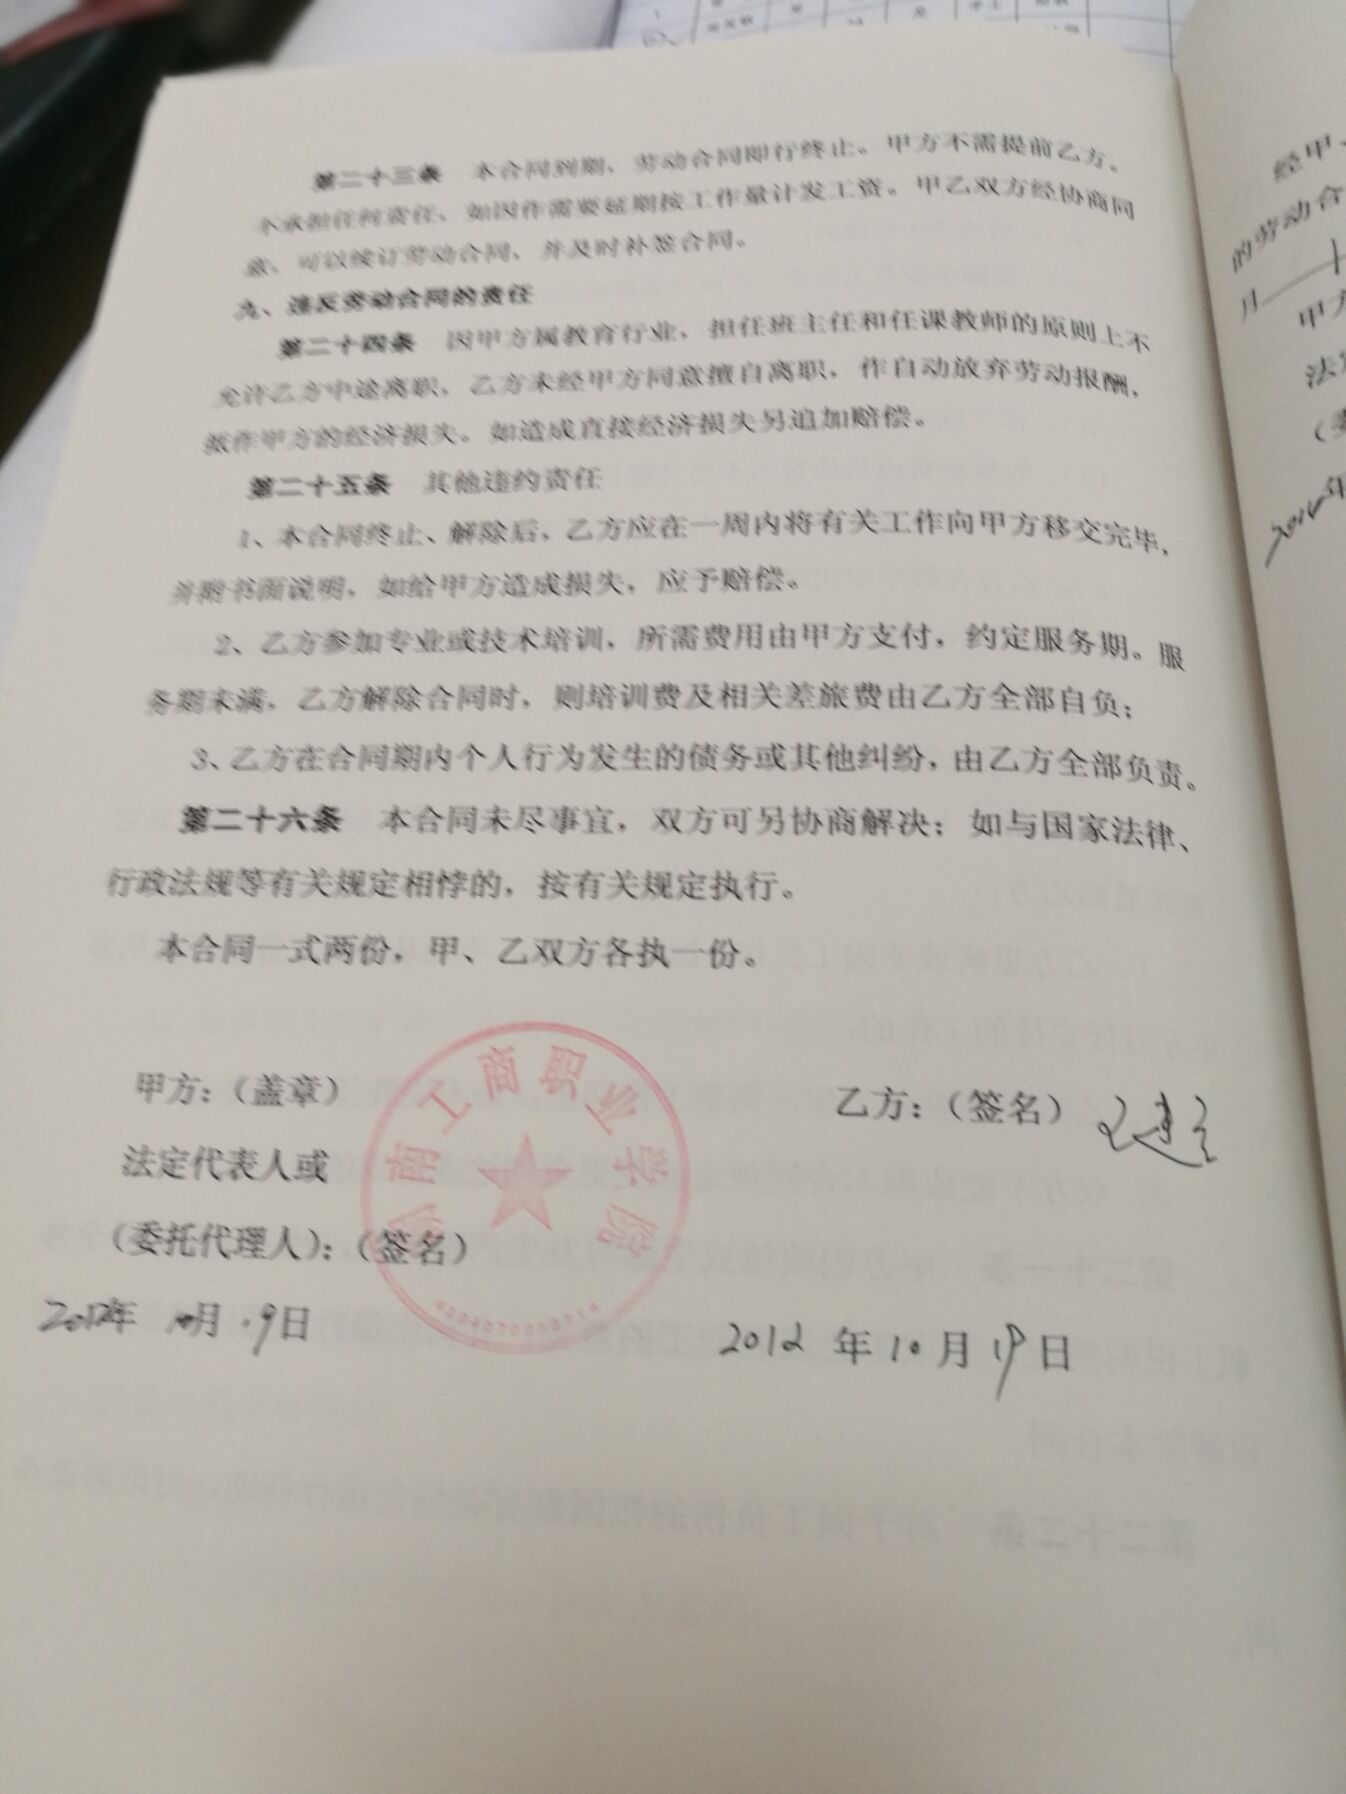 第二十三条 本合同到期、劳动合同即行终止。甲方不需提前乙方、
不承担任何责任、如因作需要延期按工作量计发工资。甲乙双方经协商同
意、可以续订劳动合同、并及时补签合同。
九、违反劳动合同的责任
第二十四条 因甲方属教育行业、担任班主任和任课教师的原则上不
允许乙方中途离职，乙方未经甲方同意擅自离职，作自动放弃劳动报酬，
抵作甲方的经济损失。如造成直接经济损失另追加赔偿。
第二十五条 其他违约责任
1、本合同终止、解除后，乙方应在一周内将有关工作向甲方移交完毕，
并附书面说明，如给甲方造成损失，应予赔偿。
2、乙方参加专业或技术培训，所需费用由甲方支付，约定服务期。服
务期未满，乙方解除合同时，则培训费及相关差旅费由乙方全部自负；
3、乙方在合同期内个人行为发生的债务或其他纠纷，由乙方全部负责。
第二十六条 本合同未尽事宜，双方可另协商解决；如与国家法律、
行政法规等有关规定相悖的，按有关规定执行。
本合同一式两份，甲、乙双方各执一份。
甲方：（盖章）
乙方：（签名）
法定代表人或
（委托代理人）：（签名）
2012年 10月 19日
2012 年 10 月 19 日
南工商职业学院
经甲
的劳动合
月
甲方
法定
2012年